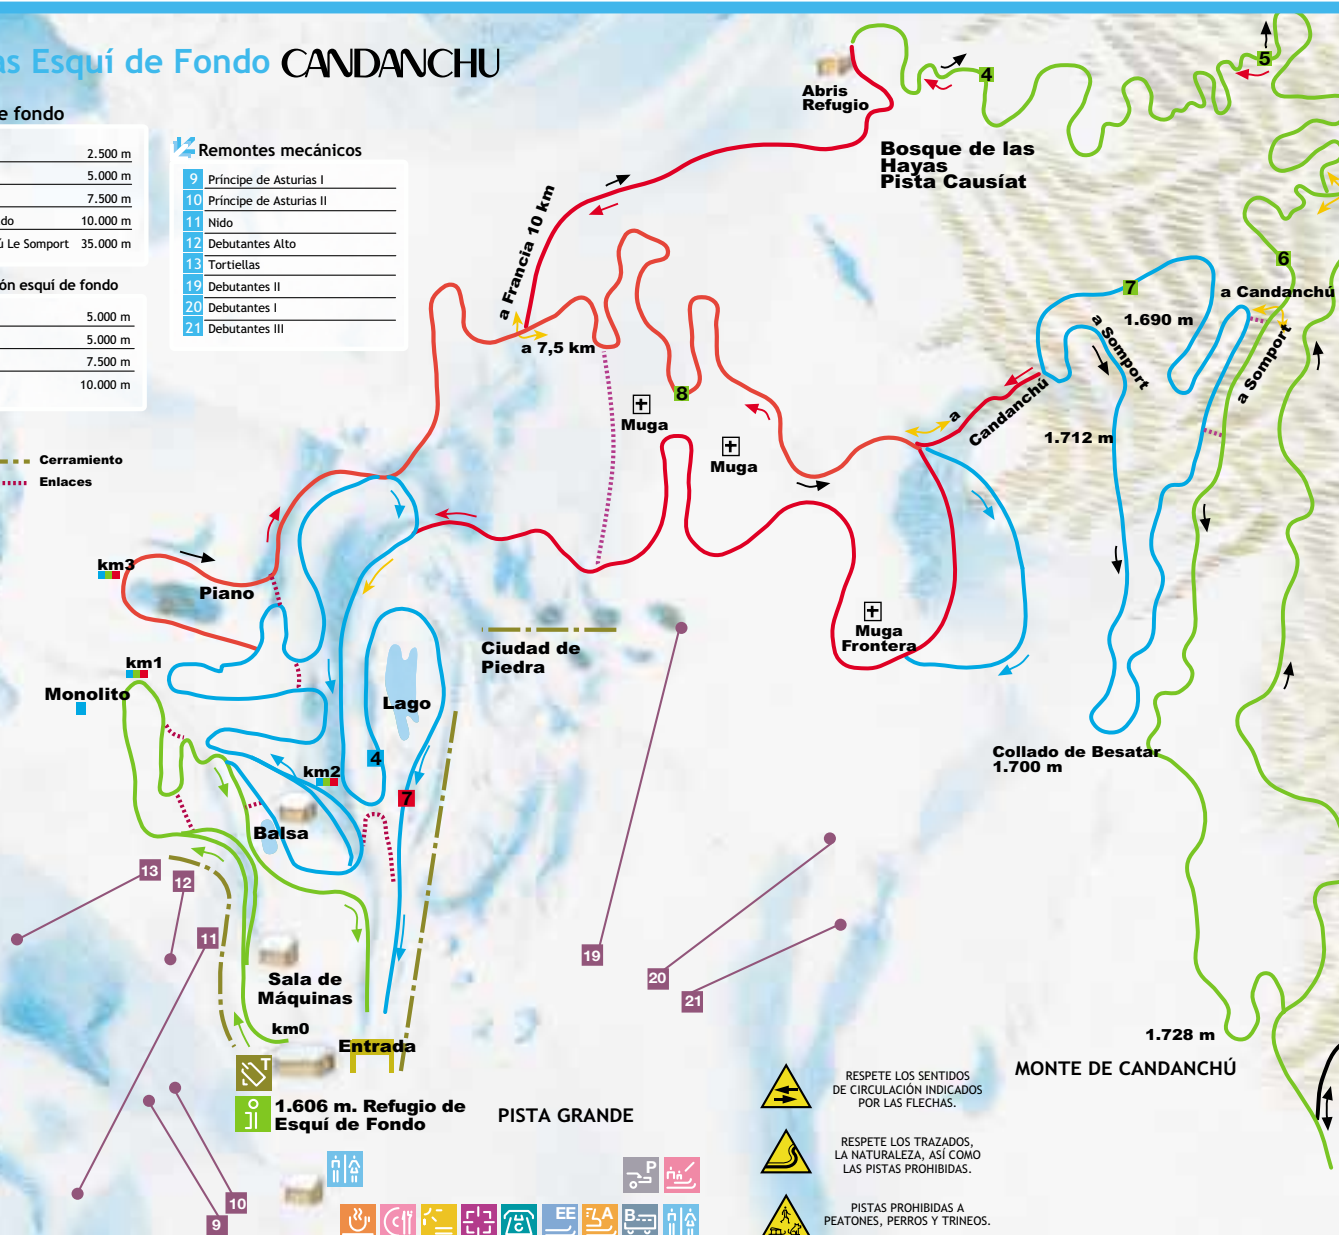 as Esquí de Fondo CANDANCHU
e fondo
2.500 m
5.000 m
7.500 m
do 10.000 m
ú Le Somport 35.000 m
ón esquí de fondo
5.000 m
5.000 m
7.500 m
10.000 m
Cerramiento
Enlaces
Remontes mecánicos
9 Príncipe de Asturias I
10 Príncipe de Asturias II
11 Nido
12 Debutantes Alto
13 Tortiellas
19 Debutantes II
20 Debutantes I
21 Debutantes III
Abris
Refugio
4
5
Bosque de las
Hayas
Pista Causíat
a Francia 10 km
a 7,5 km
6
7
a Candanchú
1.690 m
a Somport
a Somport
8
Muga
Muga
a
Candanchú
1.712 m
km3
Piano
km1
Monolito
Ciudad de
Piedra
Muga
Frontera
Lago
4
km2
7
Balsa
Collado de Besatar
1.700 m
13
12
11
19
20
21
Sala de
Máquinas
km0
Entrada
1.728 m
MONTE DE CANDANCHÚ
T
1.606 m. Refugio de
Esquí de Fondo
PISTA GRANDE
RESPETE LOS SENTIDOS
DE CIRCULACIÓN INDICADOS
POR LAS FLECHAS.
RESPETE LOS TRAZADOS,
LA NATURALEZA, ASÍ COMO
LAS PISTAS PROHIBIDAS.
PISTAS PROHIBIDAS A
PEATONES, PERROS Y TRINEOS.
P
10
9
EE
A
B